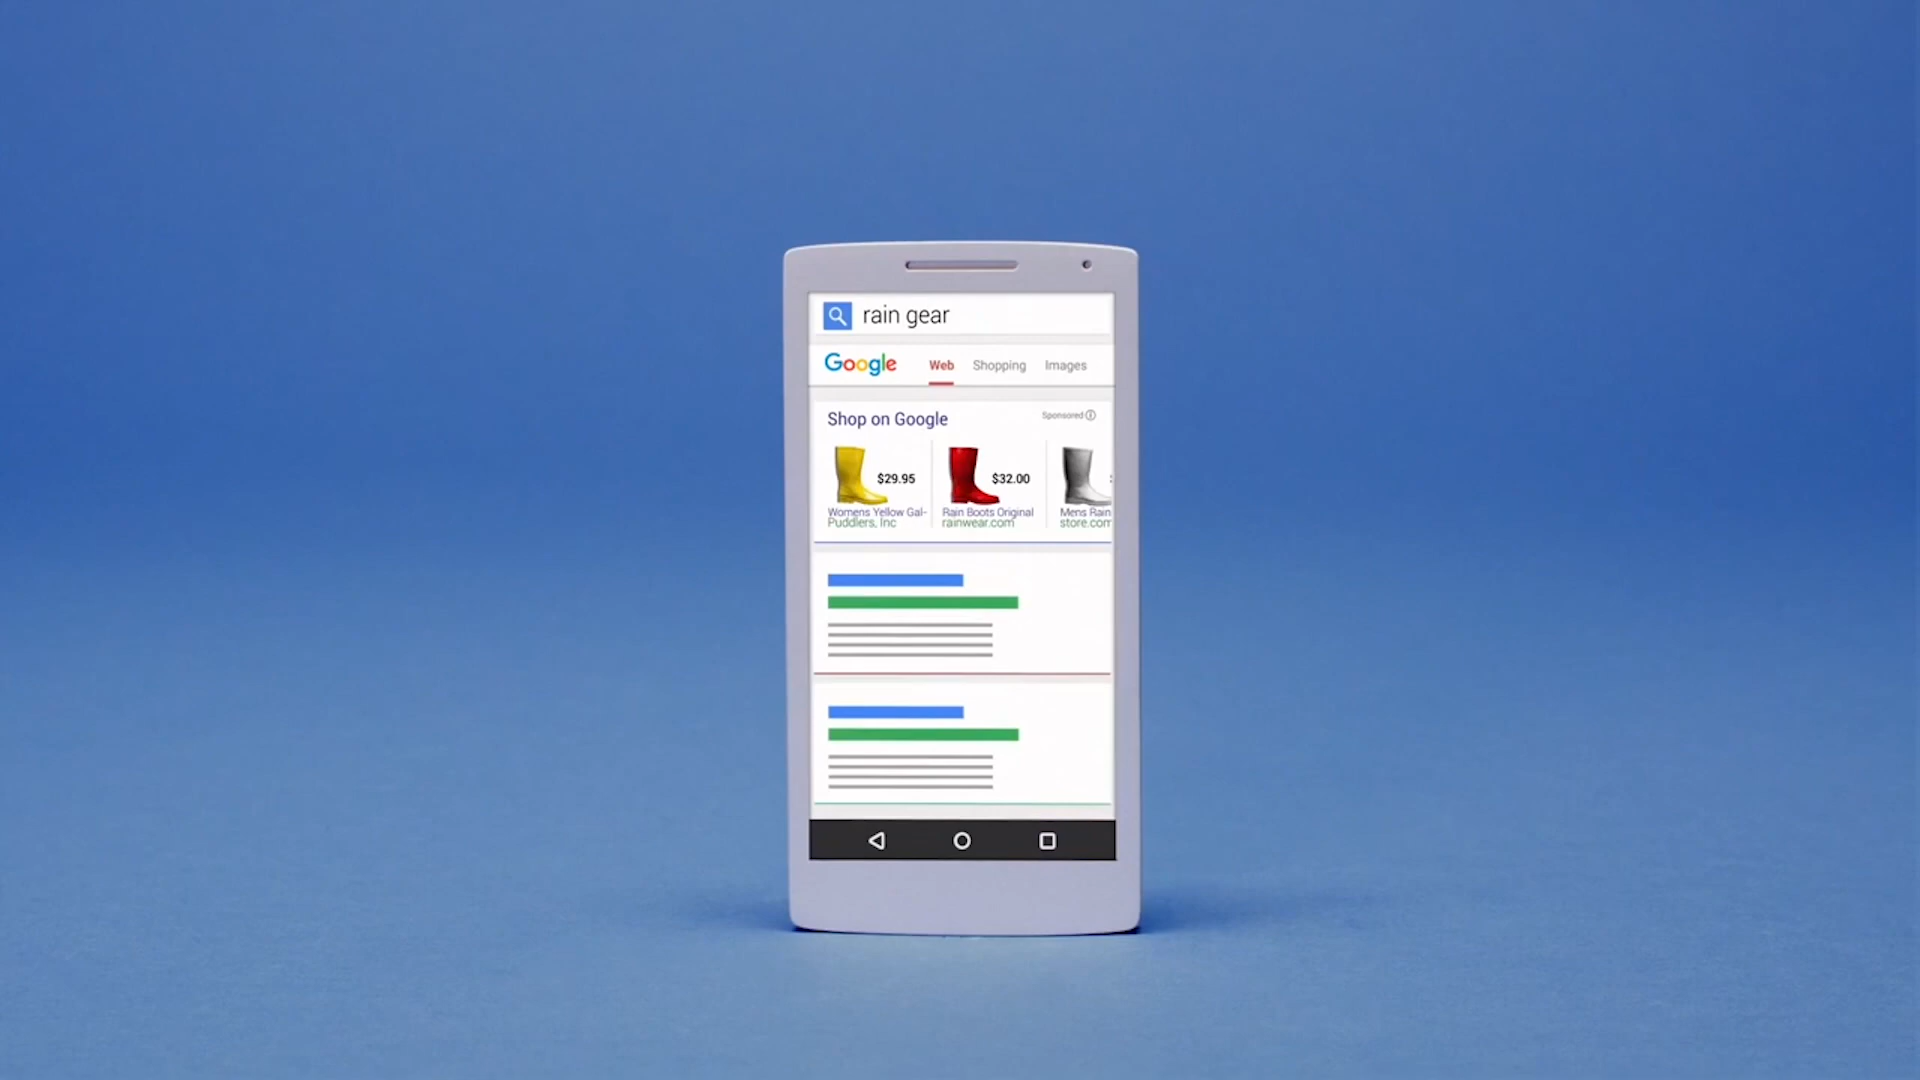 rain gear
Google Web Shopping Images
Shop on Google Sponsored
$29.95 $32.00
Womens Yellow Gal- Rain Boots Original Mens Rain
Puddlers, Inc rainwear.com store.com